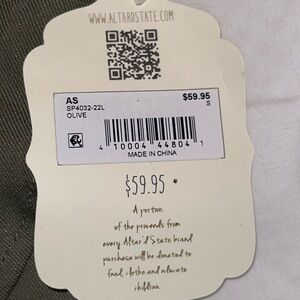 WWW.ALTARDSTATE.COM
AS $59.95
SP4032-22L S
OLIVE
4 10004 44804 1
MADE IN CHINA
$59.95
A portion
of the proceeds from
every Altar'd State brand
purchase will be donated to
feed, clothe and educate
children.